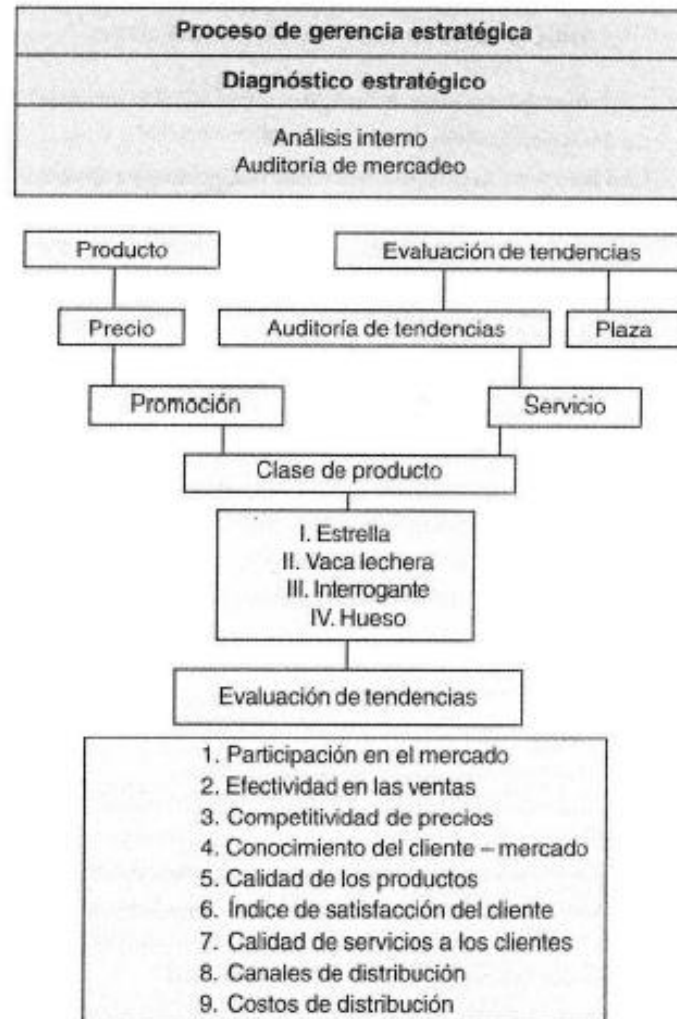 Proceso de gerencia estratégica
Diagnóstico estratégico
Análisis interno
Auditoría de mercadeo
Producto
Evaluación de tendencias
Precio
Auditoría de tendencias
Plaza
Promoción
Servicio
Clase de producto
I. Estrella
II. Vaca lechera
III. Interrogante
IV. Hueso
Evaluación de tendencias
1. Participación en el mercado
2. Efectividad en las ventas
3. Competitividad de precios
4. Conocimiento del cliente – mercado
5. Calidad de los productos
6. Índice de satisfacción del cliente
7. Calidad de servicios a los clientes
8. Canales de distribución
9. Costos de distribución